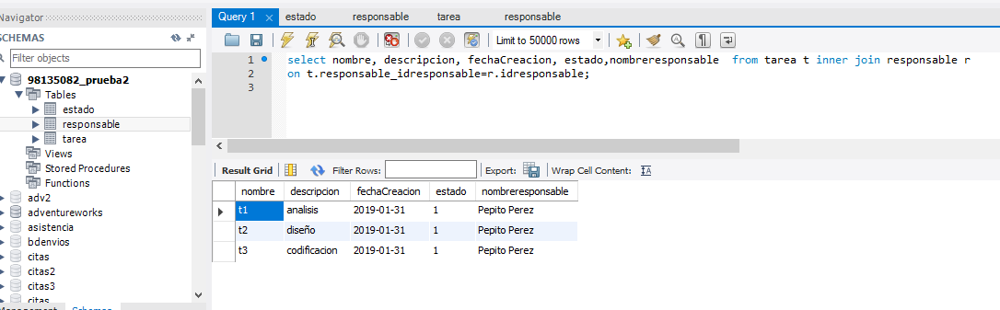 Navigator
Query 1
estado
responsable
tarea
responsable
SCHEMAS
Filter objects
98135082_prueba2
Tables
estado
responsable
tarea
Views
Stored Procedures
Functions
adv2
adventureworks
asistencia
bdenvios
citas
citas2
citas3
citas
Management Schemas
Limit to 50000 rows
1 select nombre, descripcion, fechaCreacion, estado,nombreresponsable from tarea t inner join responsable r
2 on t.responsable_idresponsable=r.idresponsable;
3
Result Grid Filter Rows: Export: Wrap Cell Content:
nombre descripcion fechaCreacion estado nombreresponsable
t1 analisis 2019-01-31 1 Pepito Perez
t2 diseño 2019-01-31 1 Pepito Perez
t3 codificacion 2019-01-31 1 Pepito Perez